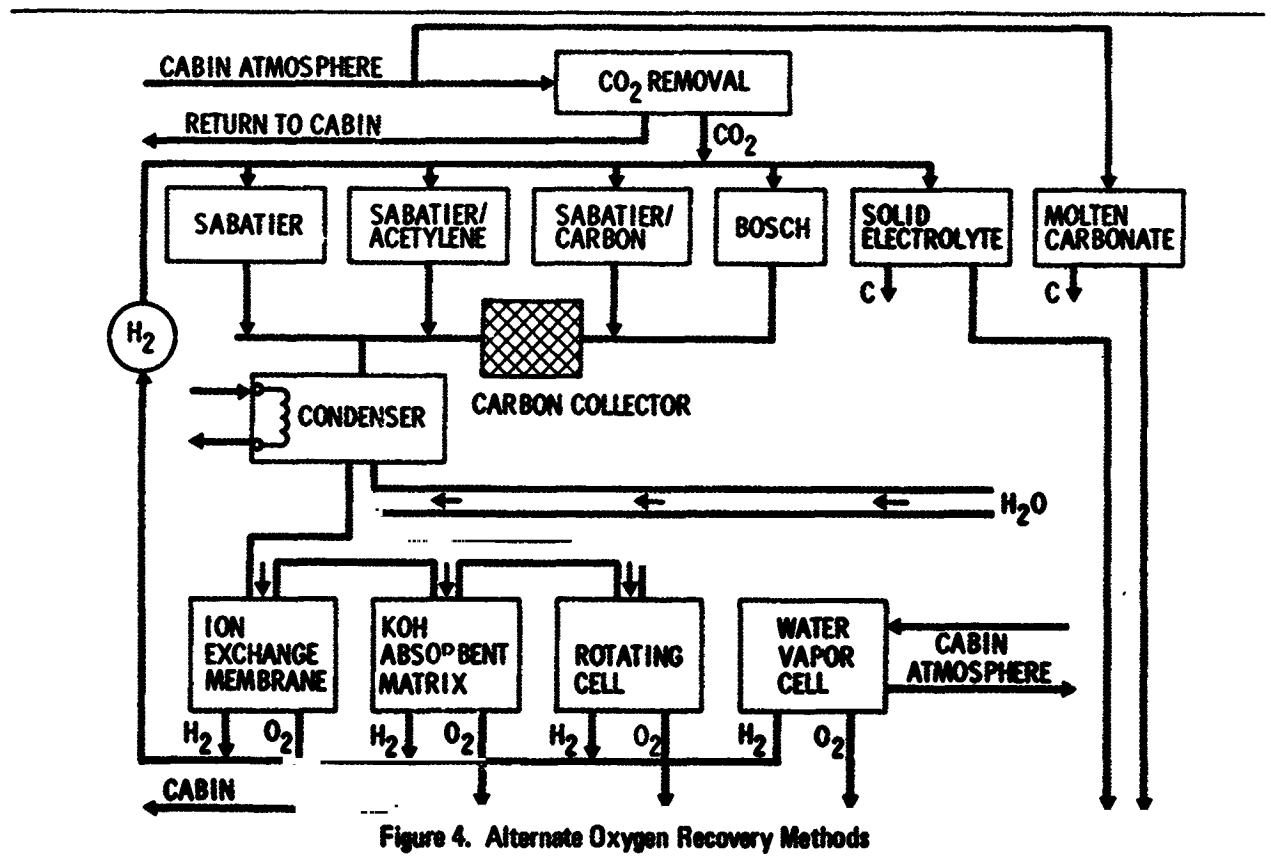 CABIN ATMOSPHERE
CO2 REMOVAL
RETURN TO CABIN
CO2
SABATIER
SABATIER/
ACETYLENE
SABATIER/
CARBON
BOSCH
SOLID
ELECTROLYTE
MOLTEN
CARBONATE
C
C
H2
CARBON COLLECTOR
CONDENSER
H2O
ION
EXCHANGE
MEMBRANE
KOH
ABSORBENT
MATRIX
ROTATING
CELL
WATER
VAPOR
CELL
CABIN
ATMOSPHERE
H2
O2
H2
O2
H2
O2
H2
O2
CABIN
Figure 4. Alternate Oxygen Recovery Methods